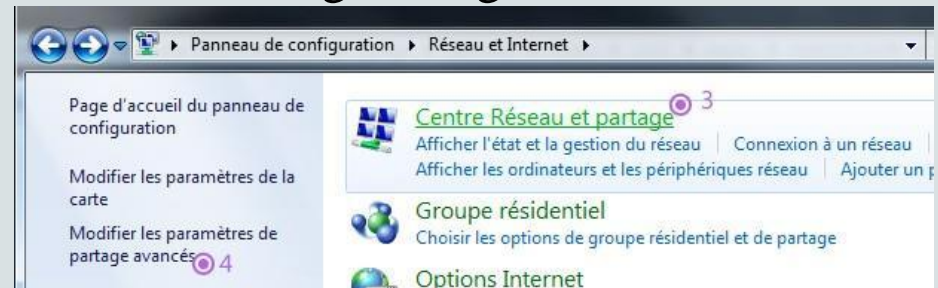 Panneau de configuration ▸ Réseau et Internet ▸
Page d'accueil du panneau de
configuration
Modifier les paramètres de la
carte
Modifier les paramètres de
partage avancés
4
Centre Réseau et partage
3
Afficher l'état et la gestion du réseau | Connexion à un réseau
Afficher les ordinateurs et les périphériques réseau | Ajouter un
Groupe résidentiel
Choisir les options de groupe résidentiel et de partage
Options Internet